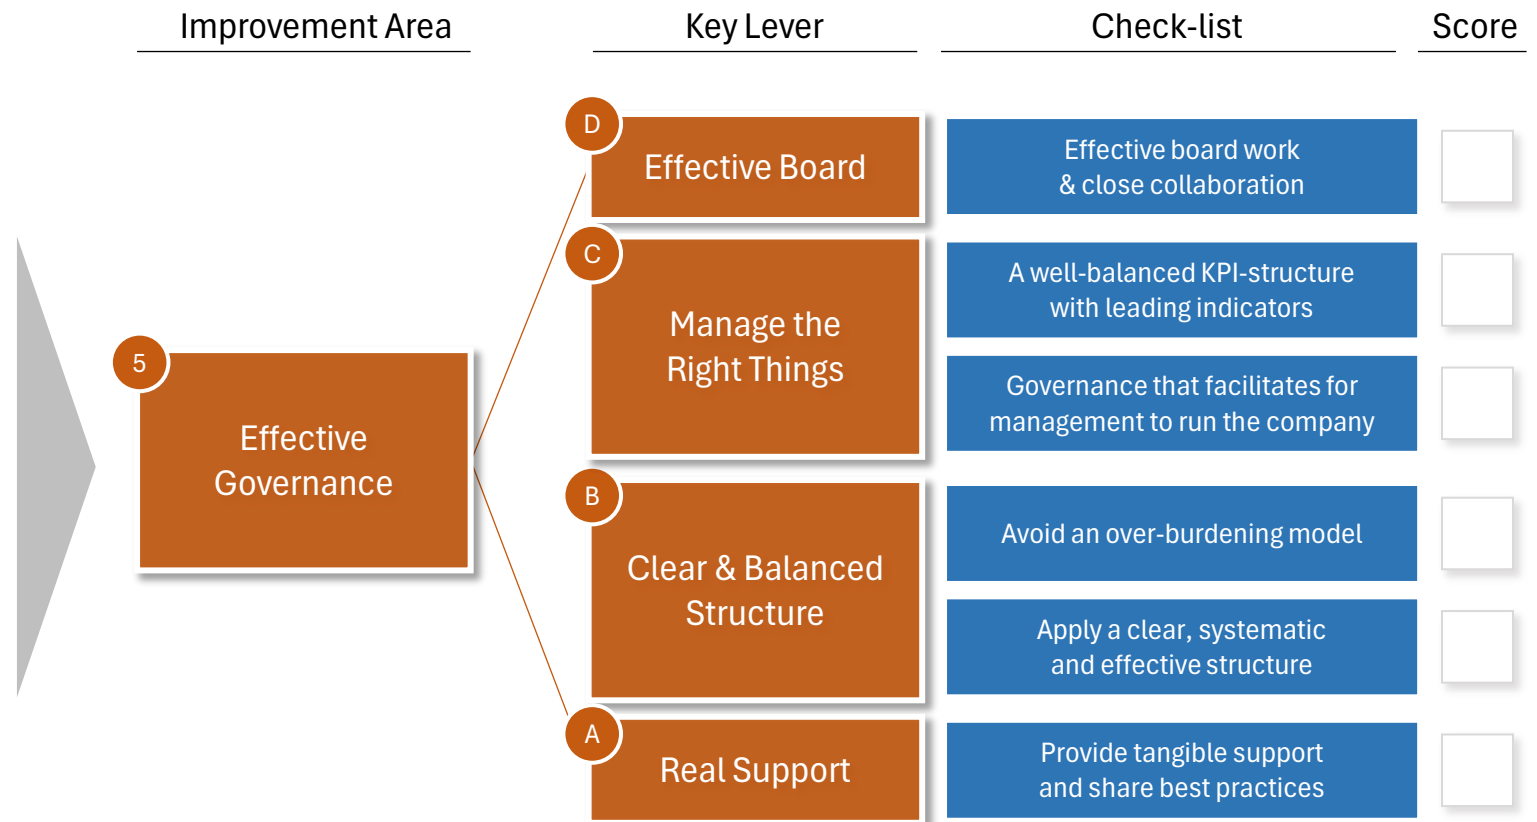 Improvement Area
Key Lever
Check-list
Score
5
Effective
Governance
D
Effective Board
Effective board work
& close collaboration
C
Manage the
Right Things
A well-balanced KPI-structure
with leading indicators
Governance that facilitates for
management to run the company
B
Clear & Balanced
Structure
Avoid an over-burdening model
Apply a clear, systematic
and effective structure
A
Real Support
Provide tangible support
and share best practices